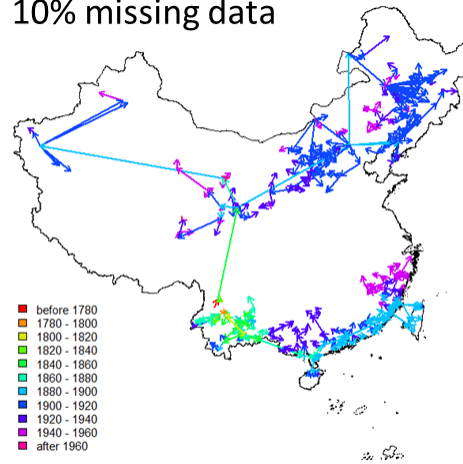 10% missing data
before 1780
1780 - 1800
1800 - 1820
1820 - 1840
1840 - 1860
1860 - 1880
1880 - 1900
1900 - 1920
1920 - 1940
1940 - 1960
after 1960